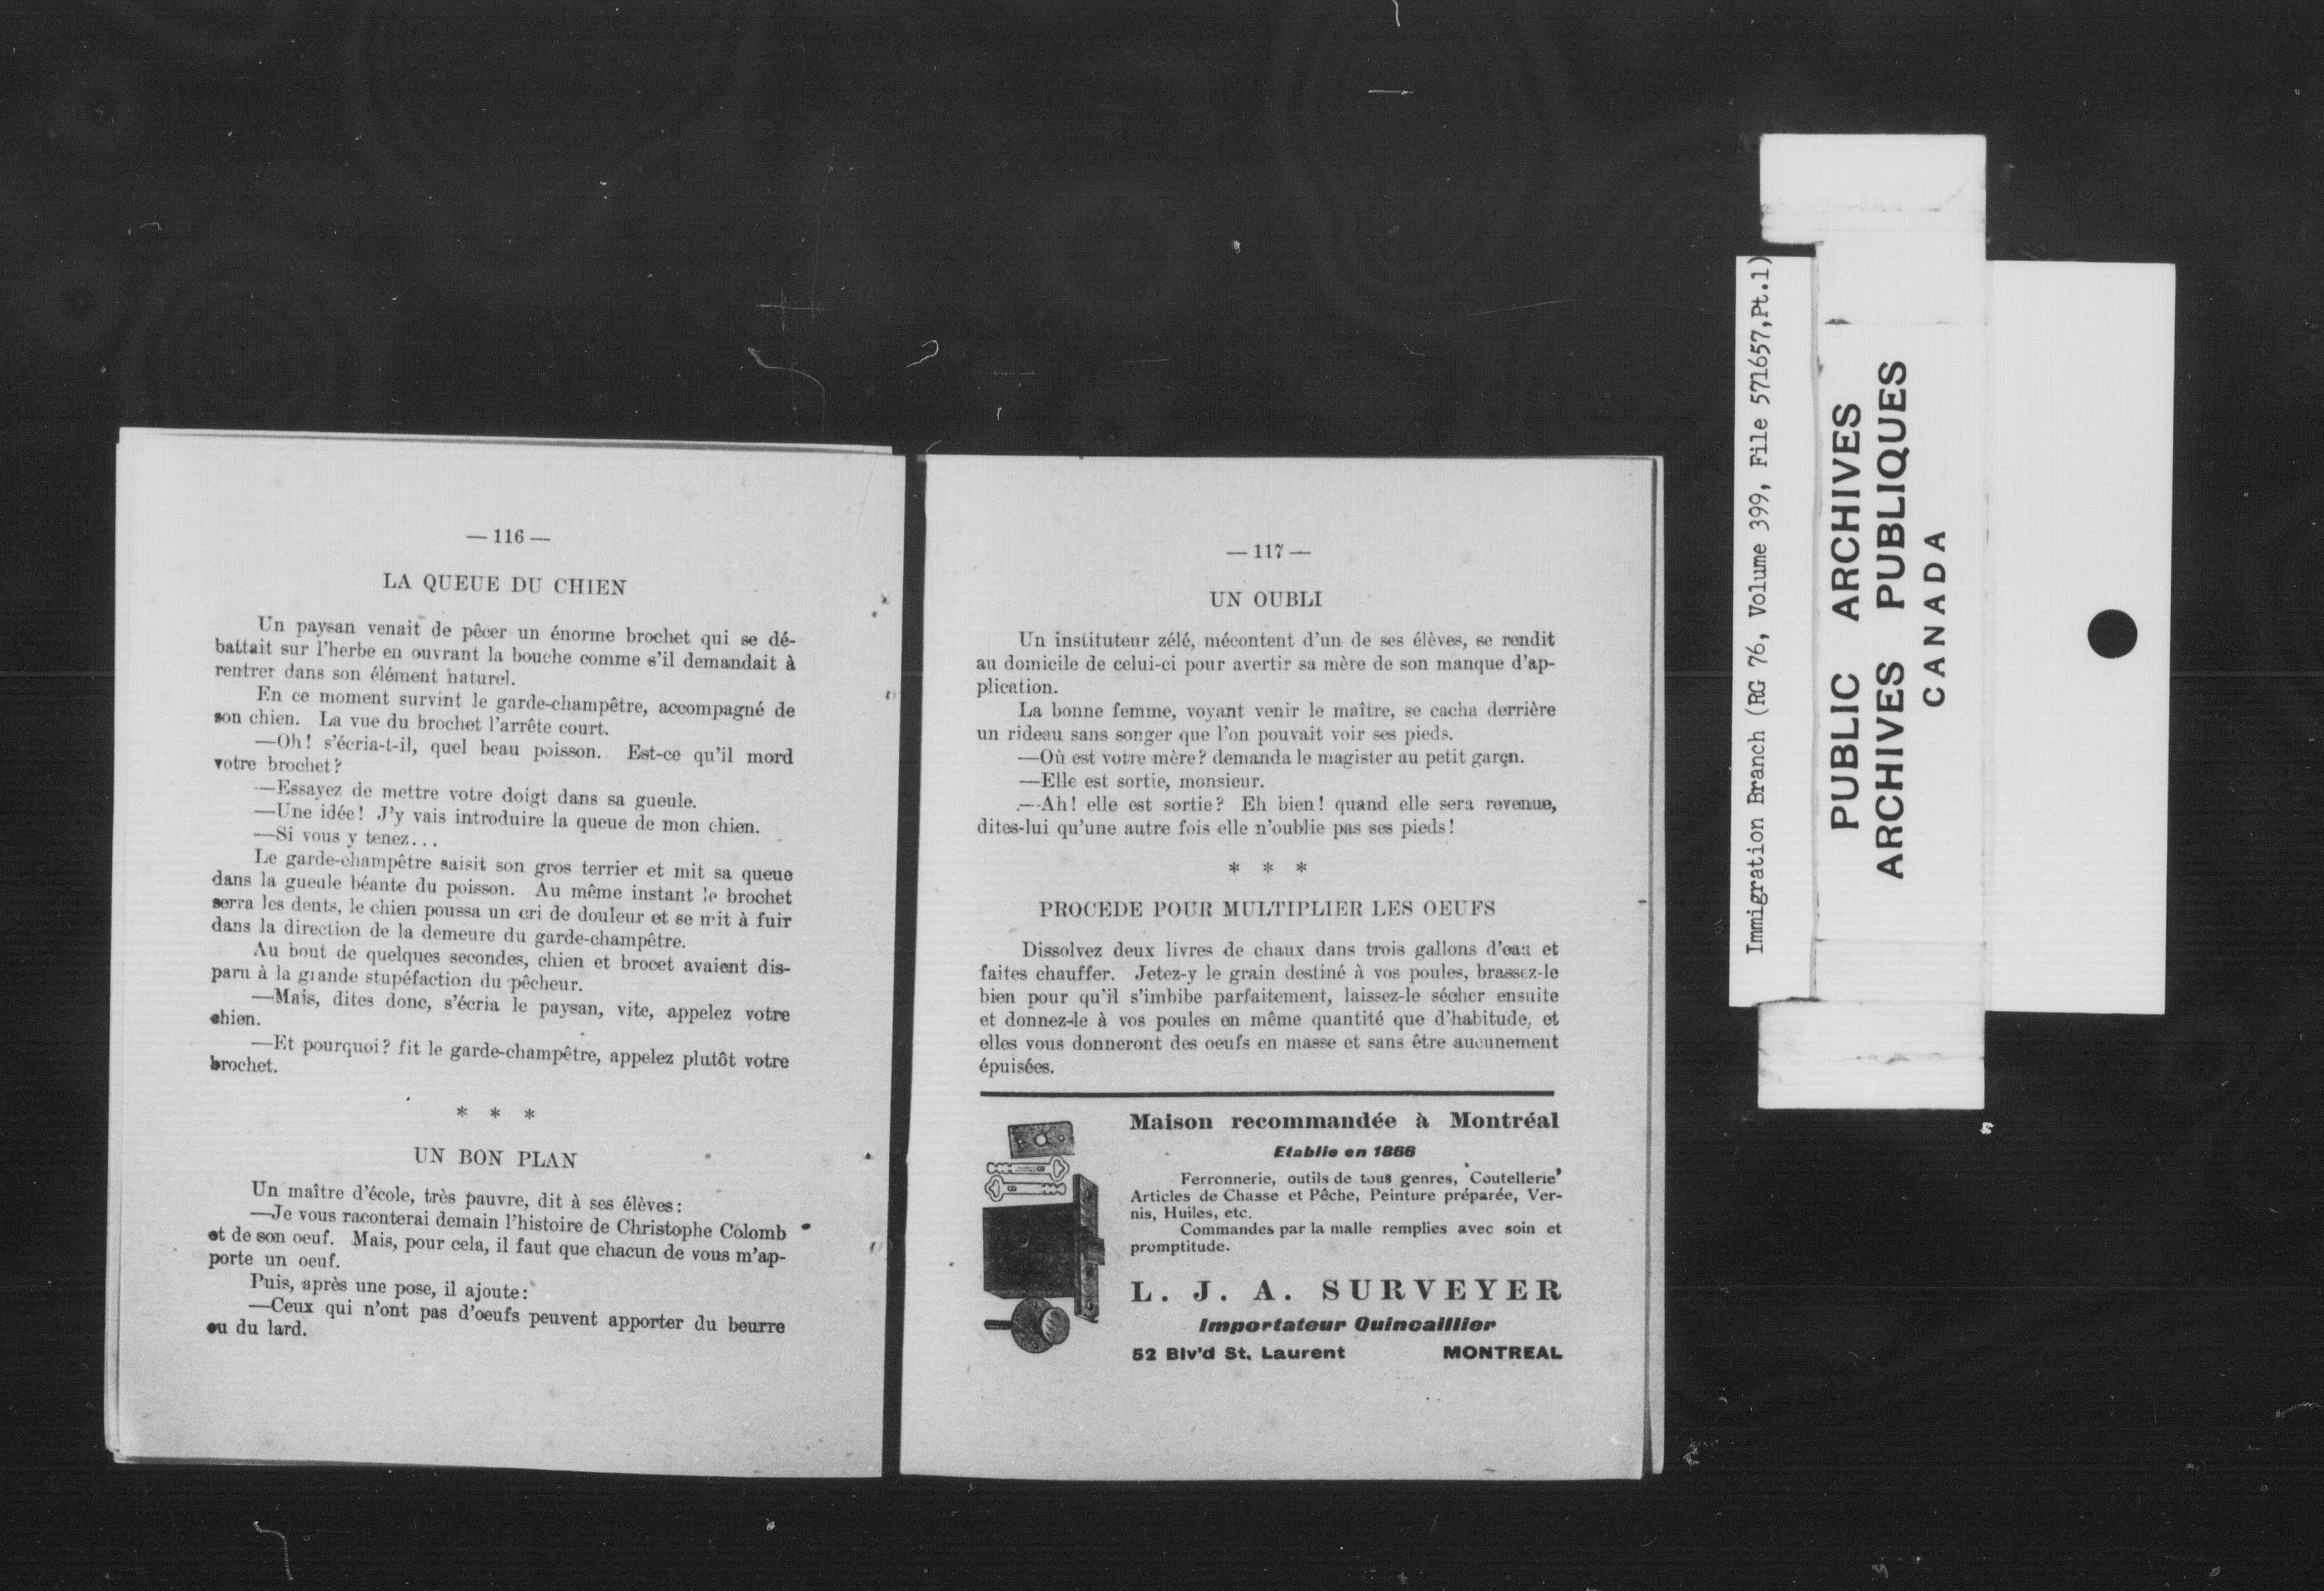 — 116 —
LA QUEUE DU CHIEN
Un paysan venait de pêcer un énorme brochet qui se dé-
battait sur l'herbe en ouvrant la bouche comme s'il demandait à
rentrer dans son élément naturel.
En ce moment survint le garde-champêtre, accompagné de
son chien. La vue du brochet l'arrête court.
—Oh! s'écria-t-il, quel beau poisson. Est-ce qu'il mord
votre brochet?
—Essayez de mettre votre doigt dans sa gueule.
—Une idée! J'y vais introduire la queue de mon chien.
—Si vous y tenez...
Le garde-champêtre saisit son gros terrier et mit sa queue
dans la gueule béante du poisson. Au même instant le brochet
serra les dents, le chien poussa un cri de douleur et se mit à fuir
dans la direction de la demeure du garde-champêtre.
Au bout de quelques secondes, chien et brocet avaient dis-
paru à la grande stupéfaction du pêcheur.
—Mais, dites donc, s'écria le paysan, vite, appelez votre
chien.
—Et pourquoi? fit le garde-champêtre, appelez plutôt votre
brochet.
* * *
UN BON PLAN
Un maître d'école, très pauvre, dit à ses élèves:
—Je vous raconterai demain l'histoire de Christophe Colomb
et de son oeuf. Mais, pour cela, il faut que chacun de vous m'ap-
porte un oeuf.
Puis, après une pose, il ajoute:
—Ceux qui n'ont pas d'oeufs peuvent apporter du beurre
ou du lard.
— 117 —
UN OUBLI
Un instituteur zélé, mécontent d'un de ses élèves, se rendit
au domicile de celui-ci pour avertir sa mère de son manque d'ap-
plication.
La bonne femme, voyant venir le maître, se cacha derrière
un rideau sans songer que l'on pouvait voir ses pieds.
—Où est votre mère? demanda le magister au petit garçn.
—Elle est sortie, monsieur.
—Ah! elle est sortie? Eh bien! quand elle sera revenue,
dites-lui qu'une autre fois elle n'oublie pas ses pieds!
* * *
PROCEDE POUR MULTIPLIER LES OEUFS
Dissolvez deux livres de chaux dans trois gallons d'eau et
faites chauffer. Jetez-y le grain destiné à vos poules, brassez-le
bien pour qu'il s'imbibe parfaitement, laissez-le sécher ensuite
et donnez-le à vos poules en même quantité que d'habitude, et
elles vous donneront des oeufs en masse et sans être aucunement
épuisées.
Maison recommandée à Montréal
Etablie en 1866
Ferronnerie, outils de tous genres, Coutellerie'
Articles de Chasse et Pêche, Peinture préparée, Ver-
nis, Huiles, etc.
Commandes par la malle remplies avec soin et
promptitude.
L. J. A. SURVEYER
Importateur Quincaillier
52 Blv'd St. Laurent MONTREAL
Immigration Branch (RG 76, Volume 399, File 571657,Pt.1)
PUBLIC ARCHIVES
ARCHIVES PUBLIQUES
CANADA